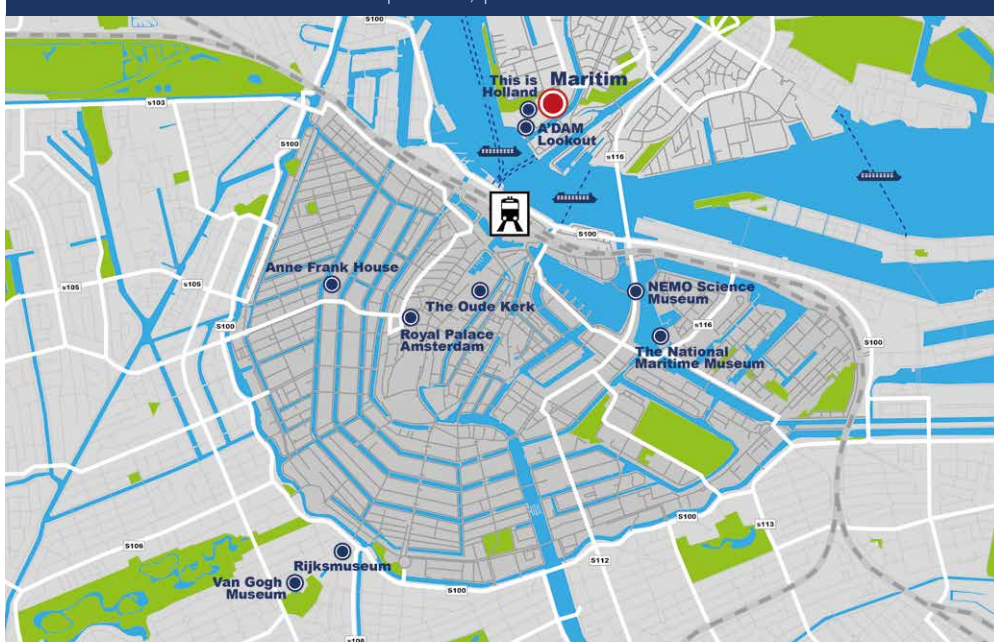 S100
This is
Holland
Maritim
s103
A'DAM
Lookout
S100
s116
S100
Anne Frank House
s105
s105
NEMO Science
Museum
The Oude Kerk
Royal Palace
Amsterdam
S100
s116
The National
Maritime Museum
S100
S100
s113
S106
Rijksmuseum
S112
Van Gogh
Museum
S100